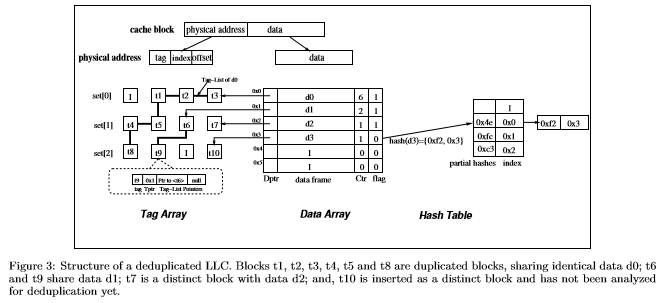 cache block
physical address
data
physical address
tag
index
offset
data
Tag-List of d0
set[0]
I
t1
t2
t3
set[1]
t4
t5
t6
t7
set[2]
t8
t9
I
t10
t9
0x1
Ptr to <t6>
null
tag Tptr Tag-List Pointers
Tag Array
0x0
d0
6
1
0x1
d1
2
1
0x2
d2
1
1
0x3
d3
1
0
0x4
I
0
0
0x5
I
0
0
Dptr
data frame
Ctr
flag
Data Array
hash(d3)={0xf2, 0x3}
I
0x4e
0x0
0xfc
0x1
0xc3
0x2
partial hashes
index
0xf2
0x3
Hash Table
Figure 3: Structure of a deduplicated LLC. Blocks t1, t2, t3, t4, t5 and t8 are duplicated blocks, sharing identical data d0; t6
and t9 share data d1; t7 is a distinct block with data d2; and, t10 is inserted as a distinct block and has not been analyzed
for deduplication yet.